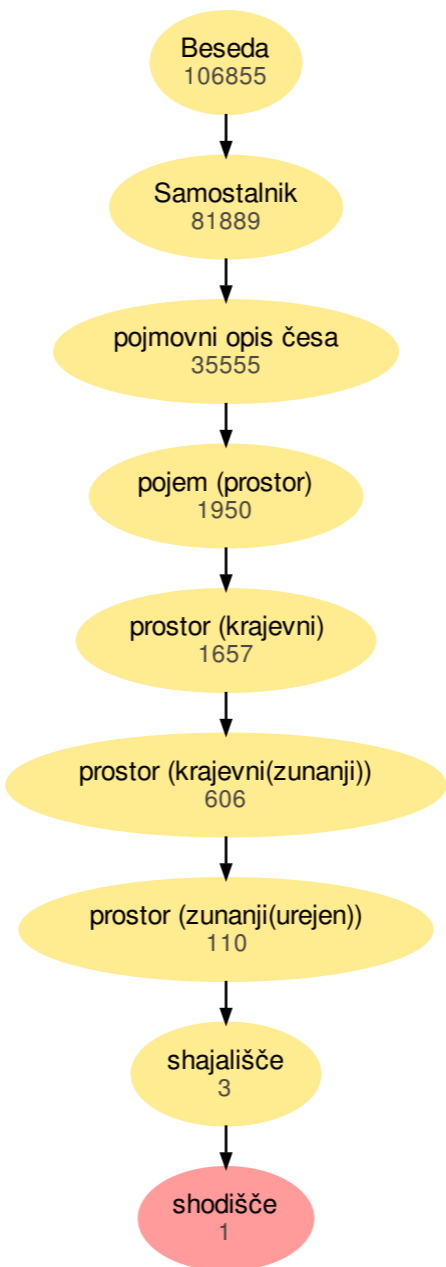 Beseda
106855
Samostalnik
81889
pojmovni opis česa
35555
pojem (prostor)
1950
prostor (krajevni)
1657
prostor (krajevni(zunanji))
606
prostor (zunanji(urejen))
110
shajališče
3
shodišče
1